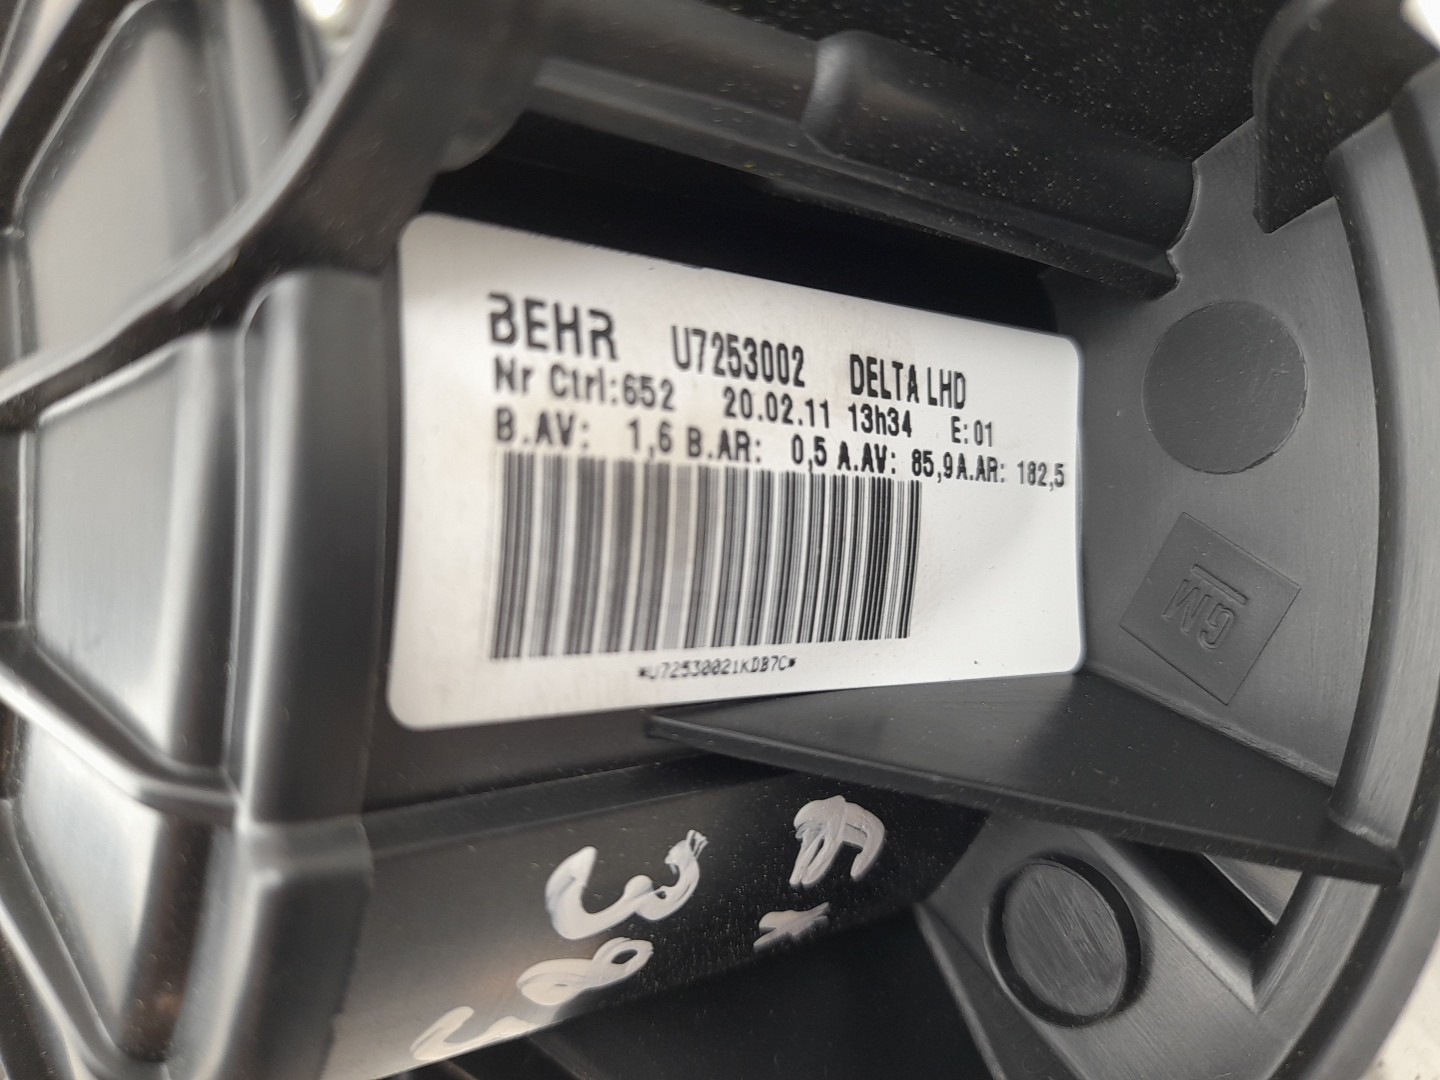 BEHR U7253002 DELTA LHD
Nr Ctrl:652 20.02.11 13h34 E:01
B.AV: 1,6 B.AR: 0,5 A.AV: 85,9A.AR: 182,5
*U72530021KDB7C*
GM